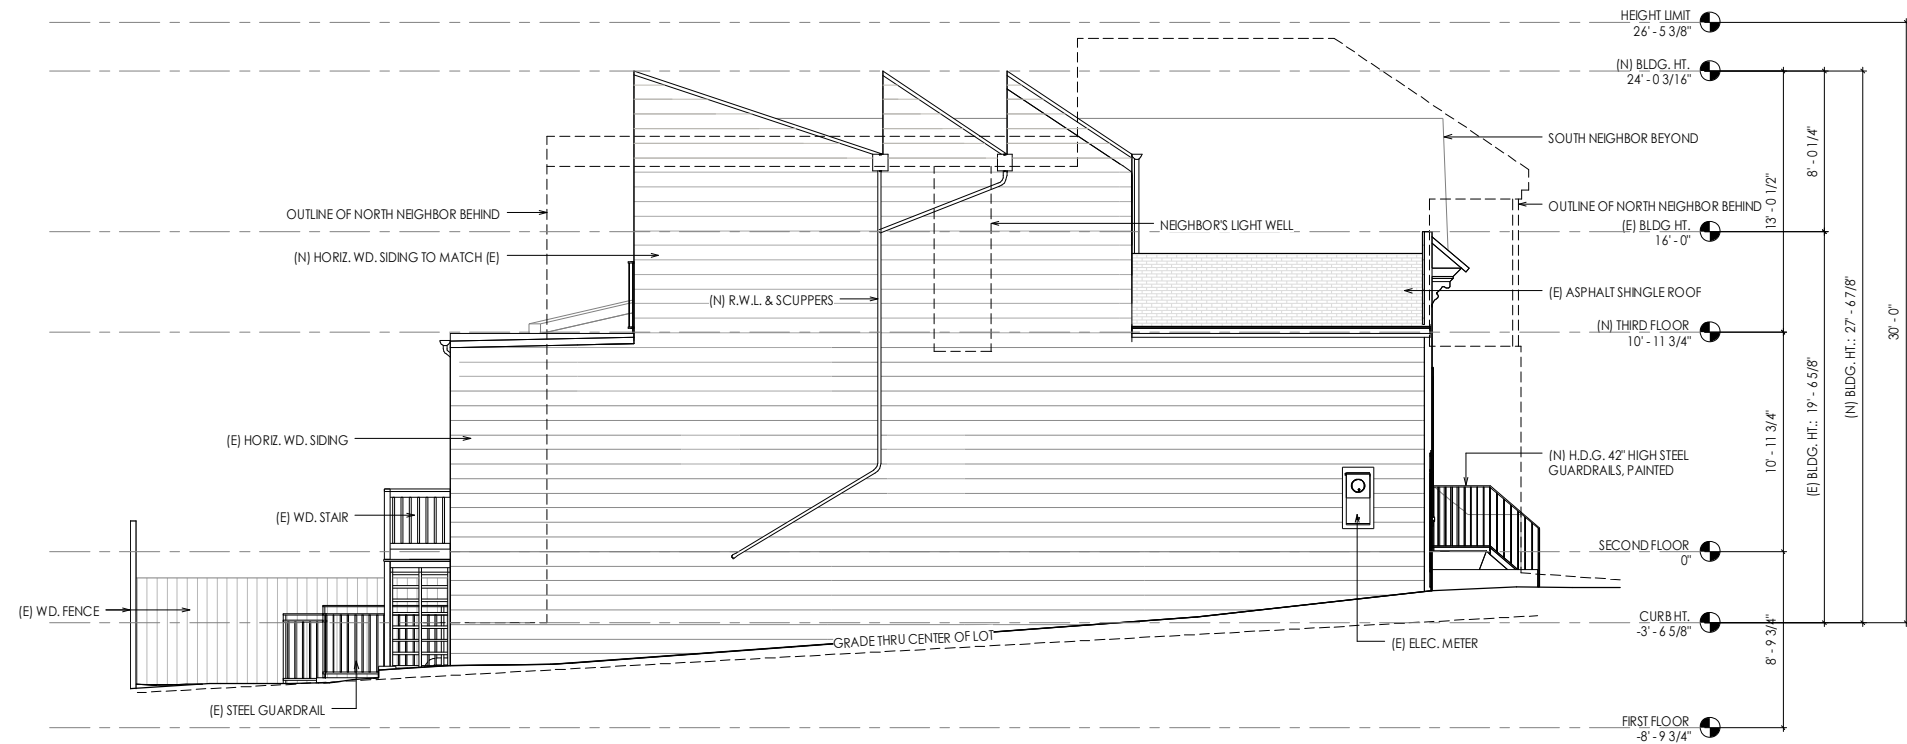 HEIGHT LIMIT
26' - 5 3/8"
(N) BLDG. HT.
24' - 0 3/16"
SOUTH NEIGHBOR BEYOND
8' - 0 1/4"
13' - 0 1/2"
OUTLINE OF NORTH NEIGHBOR BEHIND
OUTLINE OF NORTH NEIGHBOR BEHIND
NEIGHBOR'S LIGHT WELL
(E) BLDG HT.
16' - 0"
(N) HORIZ. WD. SIDING TO MATCH (E)
(N) R.W.L. & SCUPPERS
(E) ASPHALT SHINGLE ROOF
(N) THIRD FLOOR
10' - 11 3/4"
30' - 0"
(N) BLDG. HT.: 27' - 6 7/8"
(E) BLDG. HT.: 19' - 6 5/8"
10' - 11 3/4"
(E) HORIZ. WD. SIDING
(N) H.D.G. 42" HIGH STEEL
GUARDRAILS, PAINTED
(E) WD. STAIR
SECOND FLOOR
0"
(E) WD. FENCE
CURB HT.
-3' - 6 5/8"
GRADE THRU CENTER OF LOT
(E) ELEC. METER
8' - 9 3/4"
(E) STEEL GUARDRAIL
FIRST FLOOR
-8' - 9 3/4"